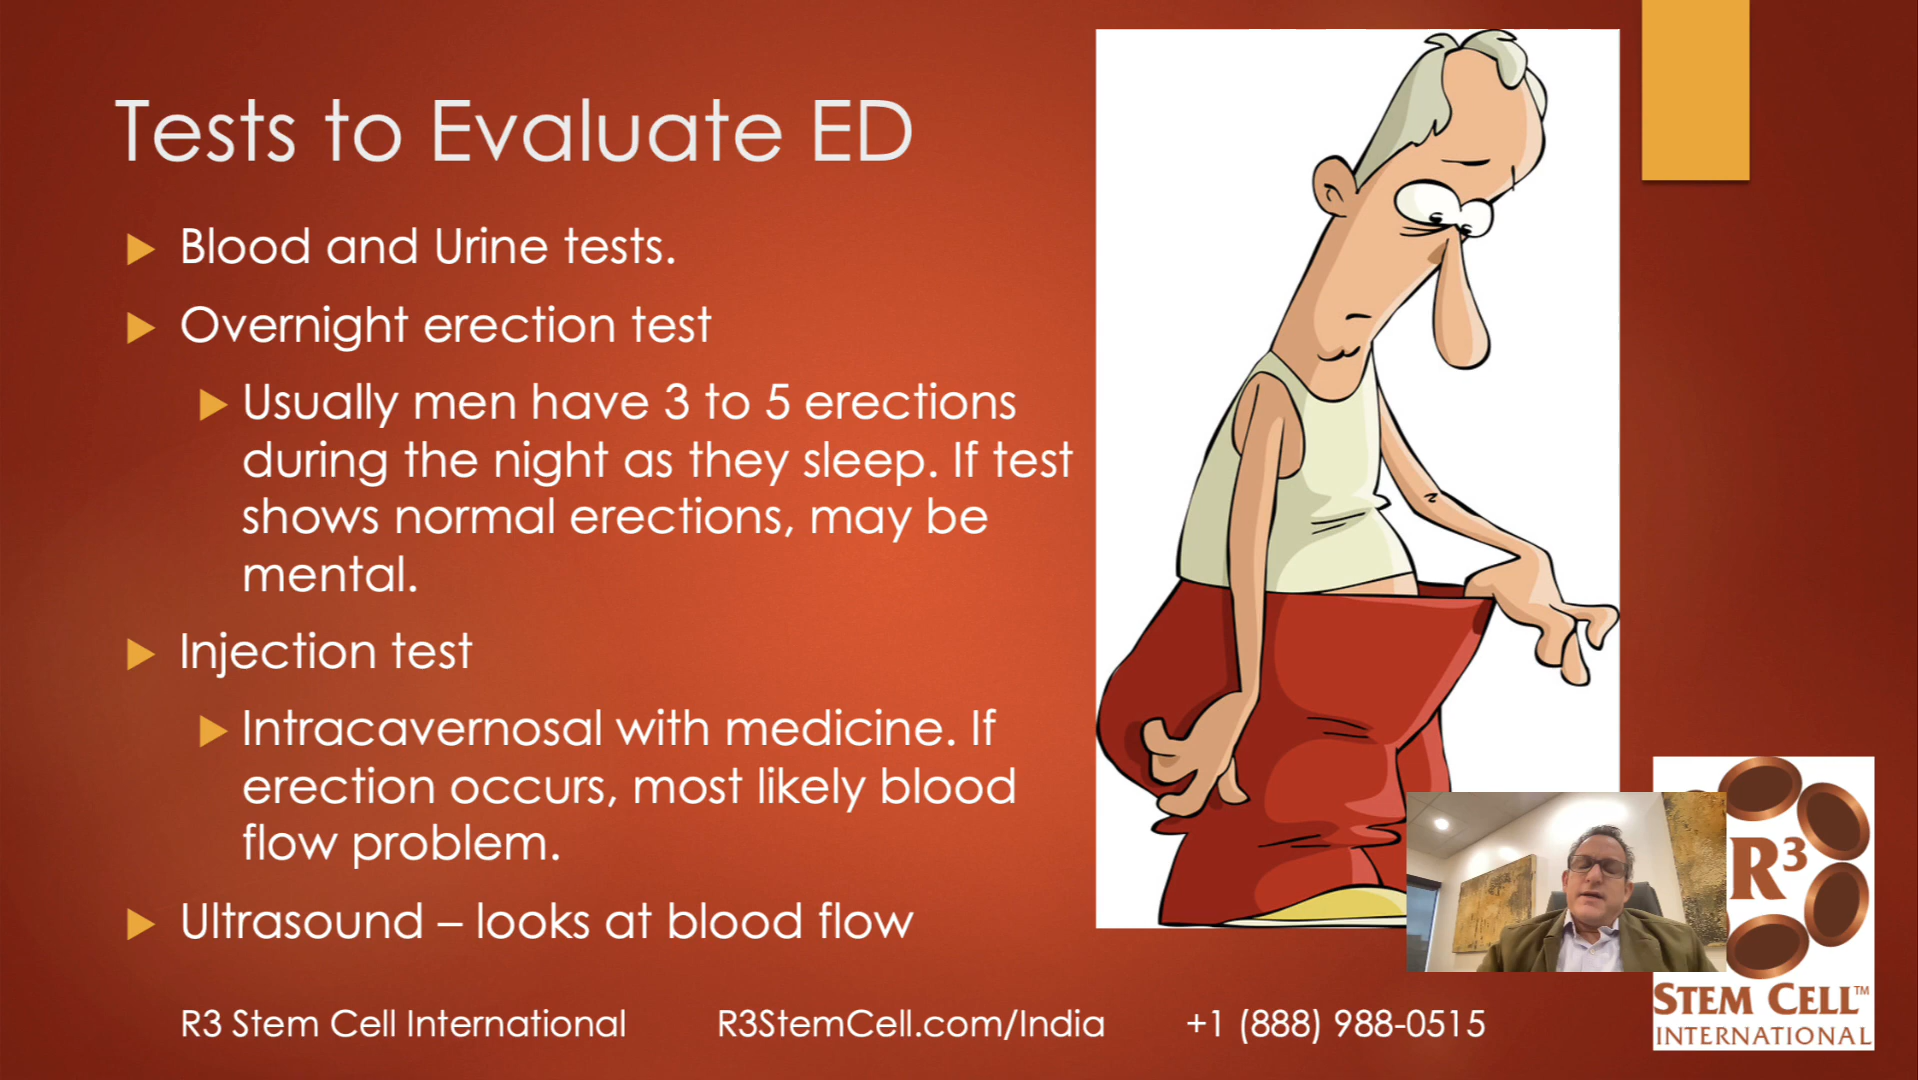 Tests to Evaluate ED
Blood and Urine tests.
Overnight erection test
Usually men have 3 to 5 erections
during the night as they sleep. If test
shows normal erections, may be
mental.
Injection test
Intracavernosal with medicine. If
erection occurs, most likely blood
flow problem.
Ultrasound – looks at blood flow
R3 Stem Cell International R3StemCell.com/India +1 (888) 988-0515
R³
STEM CELL™
INTERNATIONAL